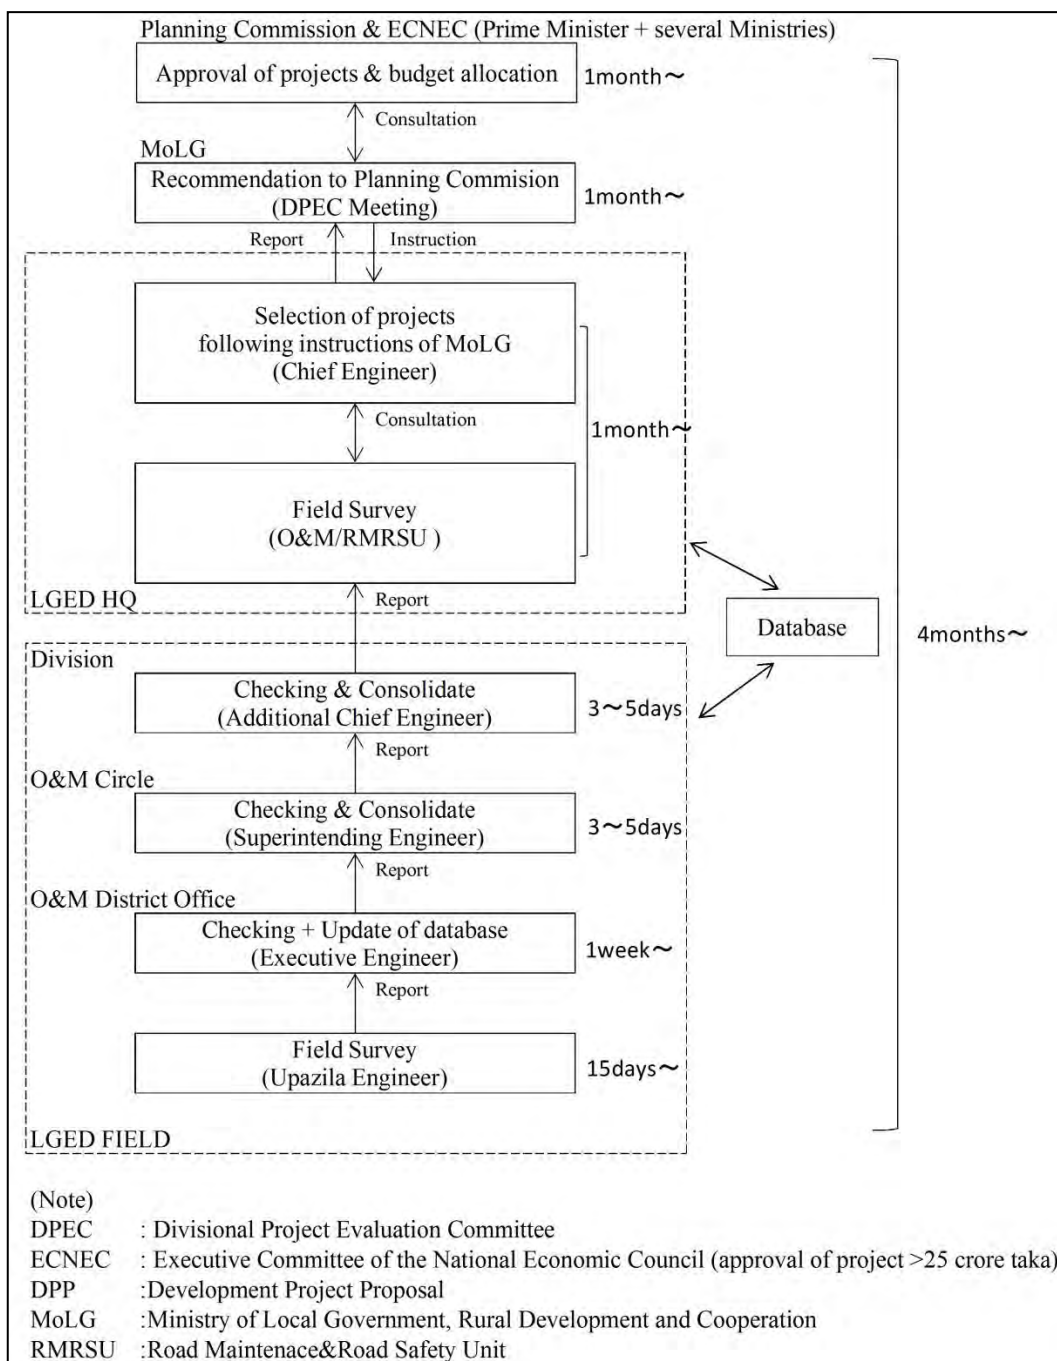 Planning Commission & ECNEC (Prime Minister + several Ministries)
Approval of projects & budget allocation
1month～
Consultation
MoLG
Recommendation to Planning Commision
(DPEC Meeting)
1month～
Report
Instruction
Selection of projects
following instructions of MoLG
(Chief Engineer)
Consultation
1month～
Field Survey
(O&M/RMRSU )
LGED HQ
Report
Database
4months～
Division
Checking & Consolidate
(Additional Chief Engineer)
3～5days
Report
O&M Circle
Checking & Consolidate
(Superintending Engineer)
3～5days
Report
O&M District Office
Checking + Update of database
(Executive Engineer)
1week～
Report
Field Survey
(Upazila Engineer)
15days～
LGED FIELD
(Note)
DPEC : Divisional Project Evaluation Committee
ECNEC : Executive Committee of the National Economic Council (approval of project >25 crore taka)
DPP :Development Project Proposal
MoLG :Ministry of Local Government, Rural Development and Cooperation
RMRSU :Road Maintenace&Road Safety Unit